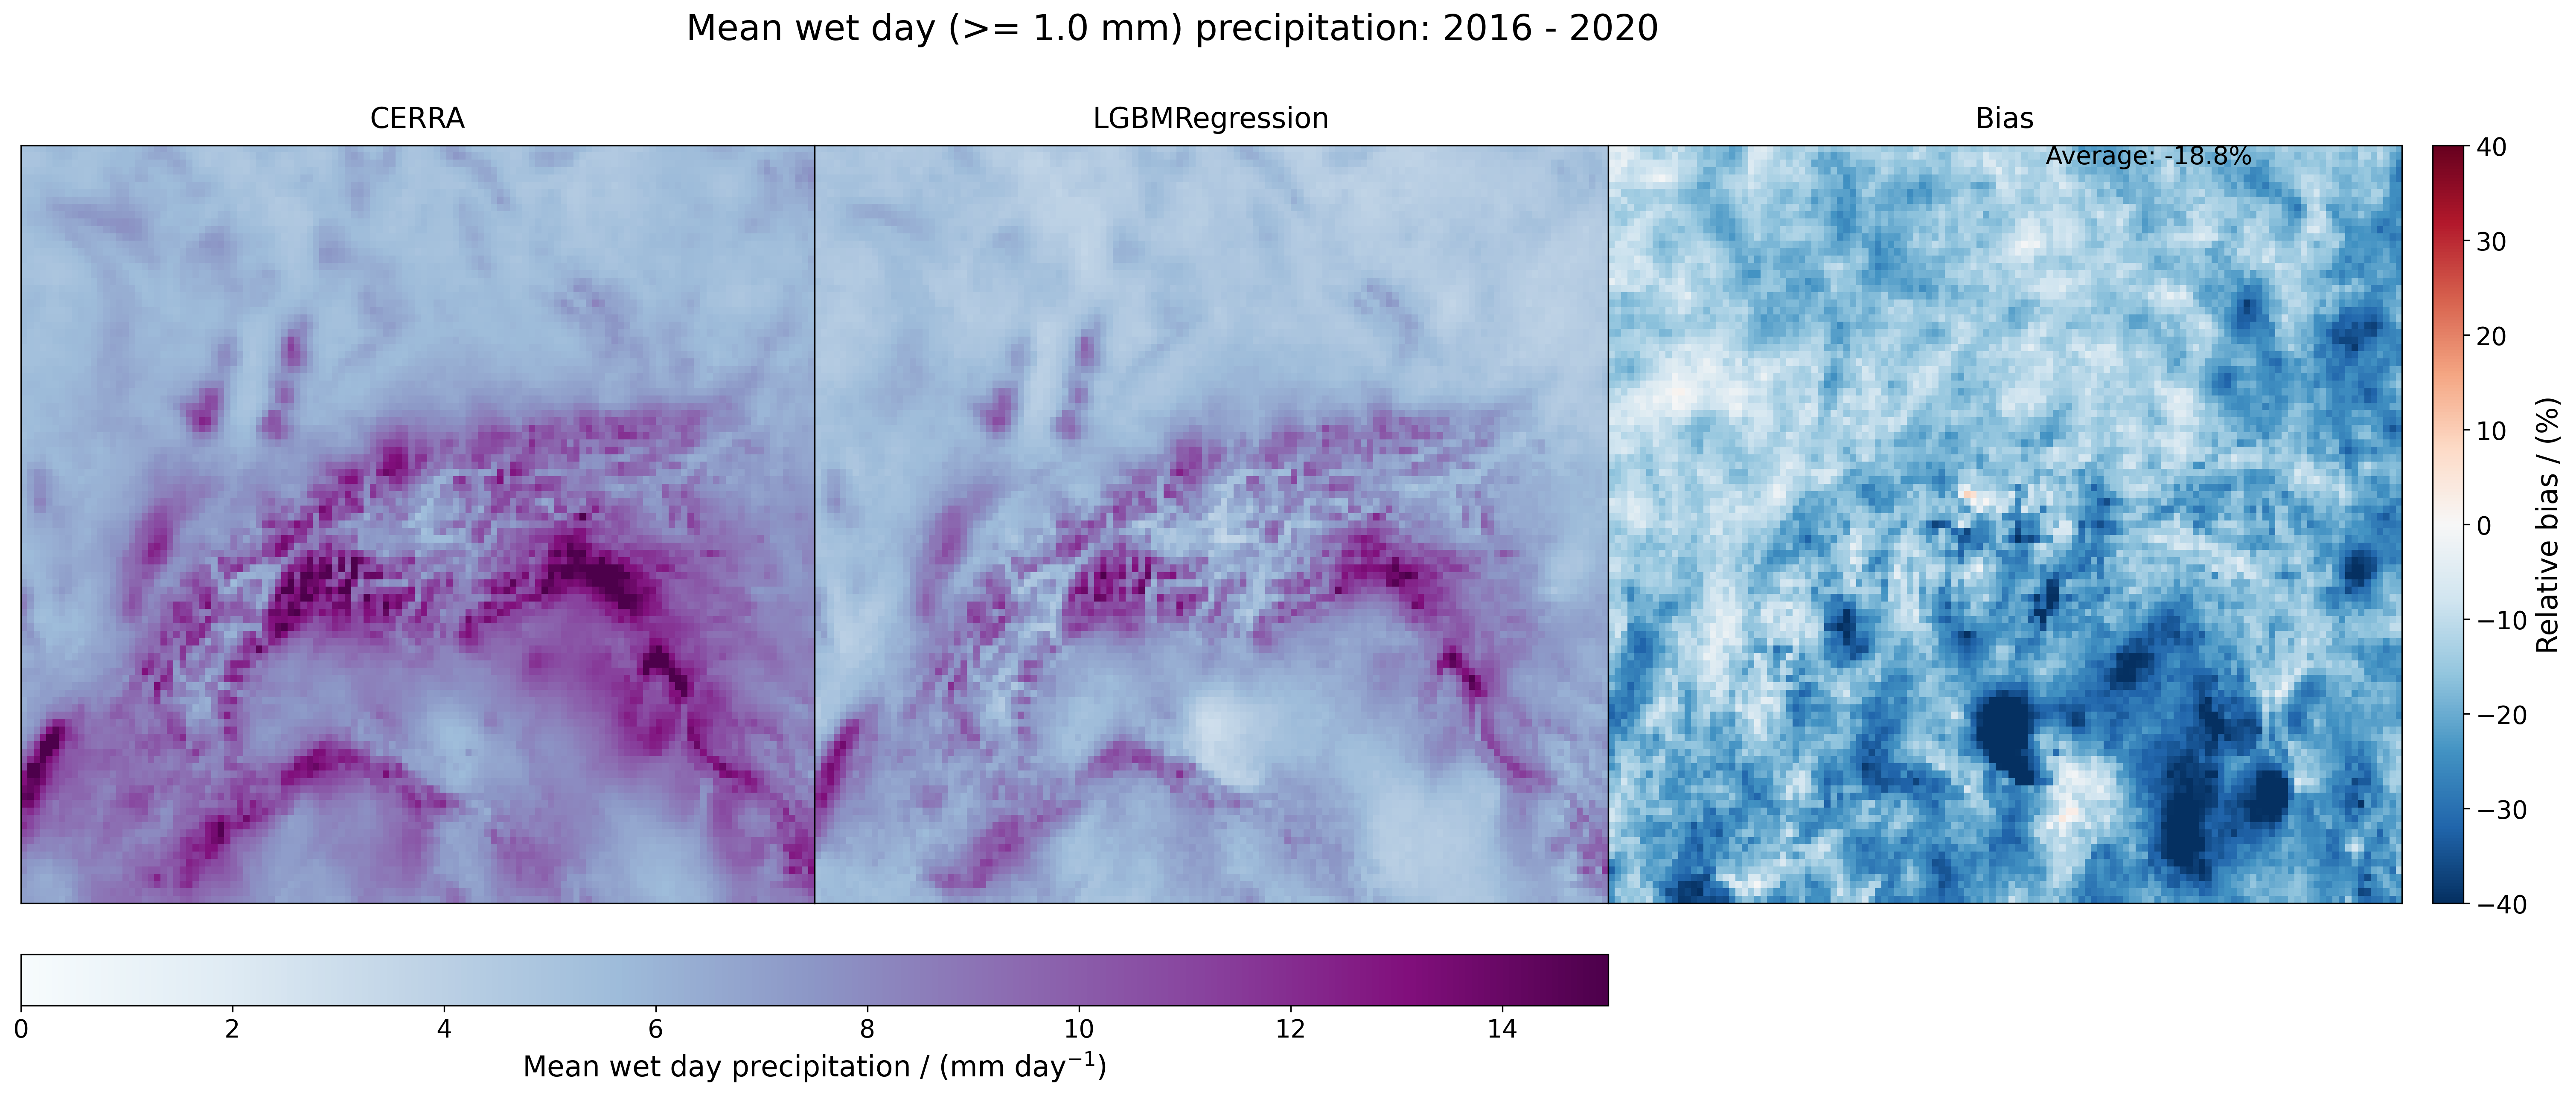 Mean wet day (>= 1.0 mm) precipitation: 2016 - 2020
CERRA
LGBMRegression
Bias
Average: -18.8%
40
30
20
10
0
−10
−20
−30
−40
Relative bias / (%)
0 2 4 6 8 10 12 14
Mean wet day precipitation / (mm day⁻¹)